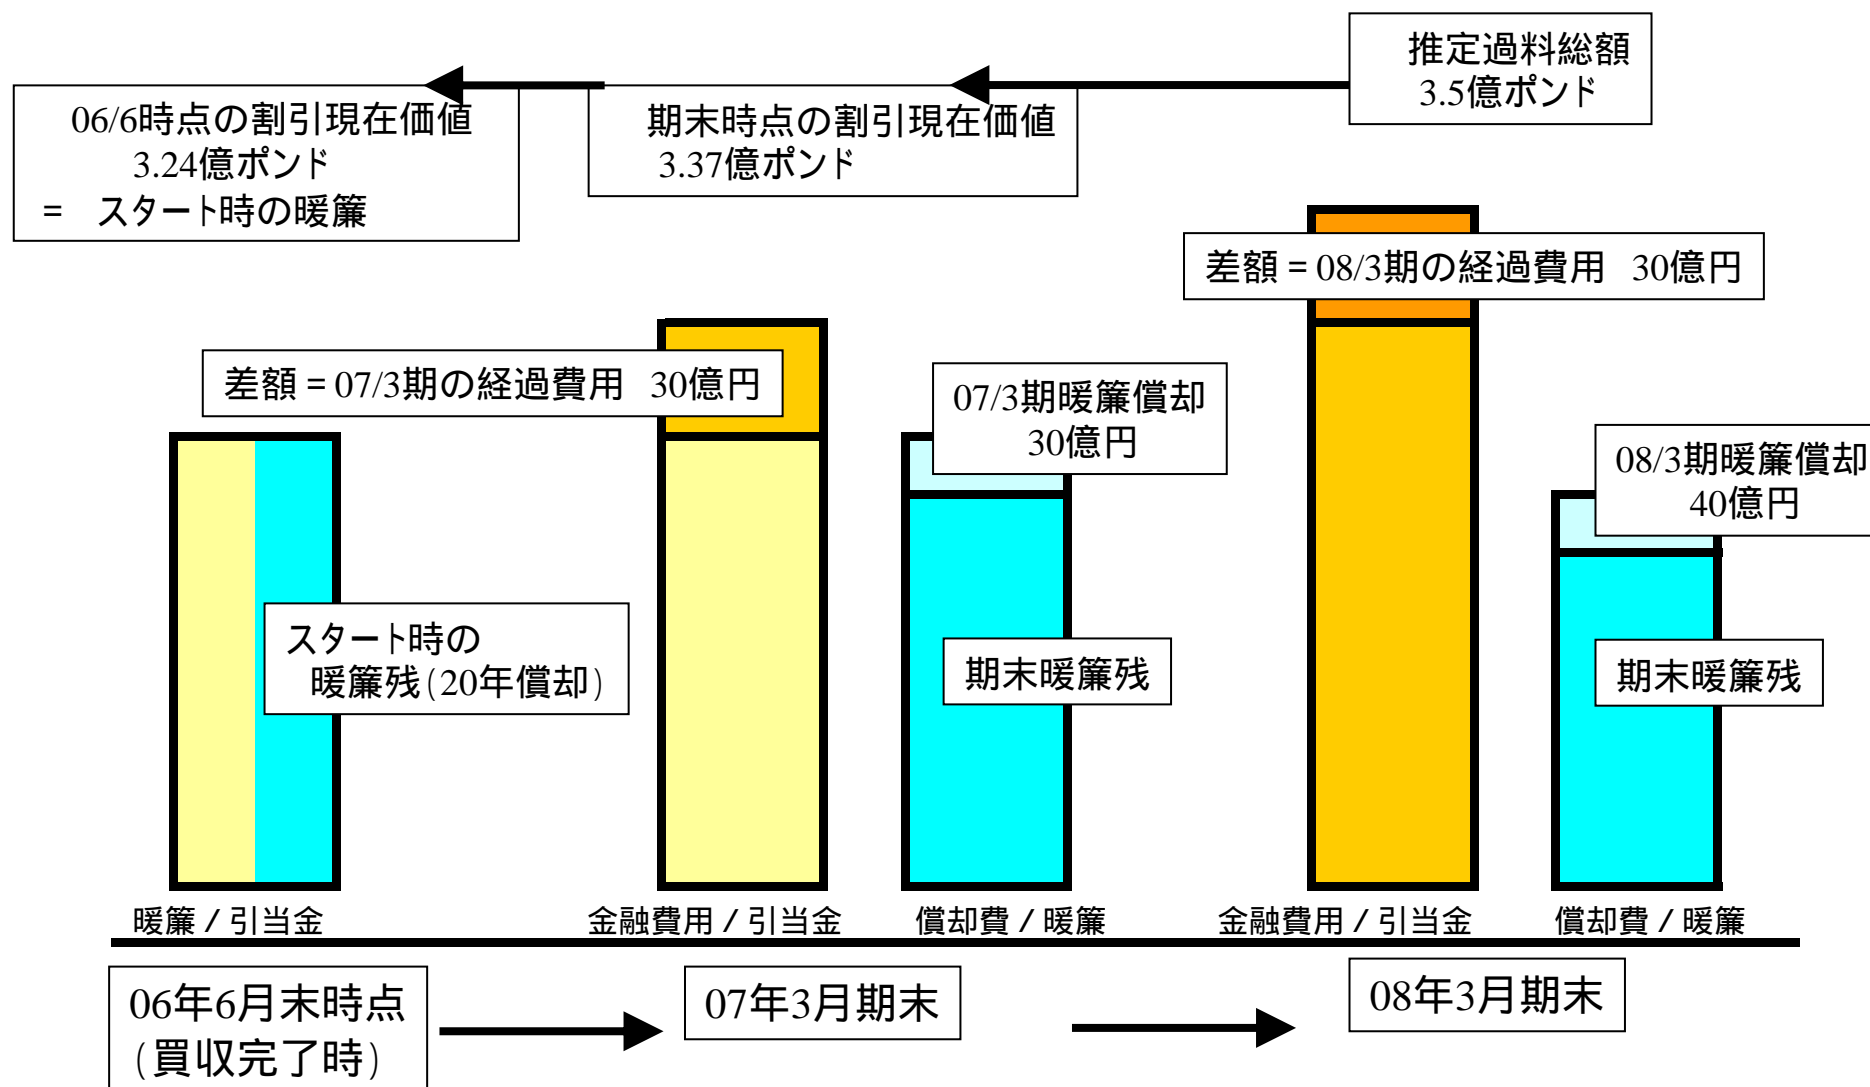 推定過料総額
3.5億ポンド
06/6時点の割引現在価値
3.24億ポンド
= スタート時の暖簾
期末時点の割引現在価値
3.37億ポンド
差額 = 08/3期の経過費用 30億円
差額 = 07/3期の経過費用 30億円
07/3期暖簾償却
30億円
08/3期暖簾償却
40億円
スタート時の
暖簾残(20年償却)
期末暖簾残
期末暖簾残
暖簾 / 引当金
金融費用 / 引当金
償却費 / 暖簾
金融費用 / 引当金
償却費 / 暖簾
06年6月末時点
(買収完了時)
07年3月期末
08年3月期末